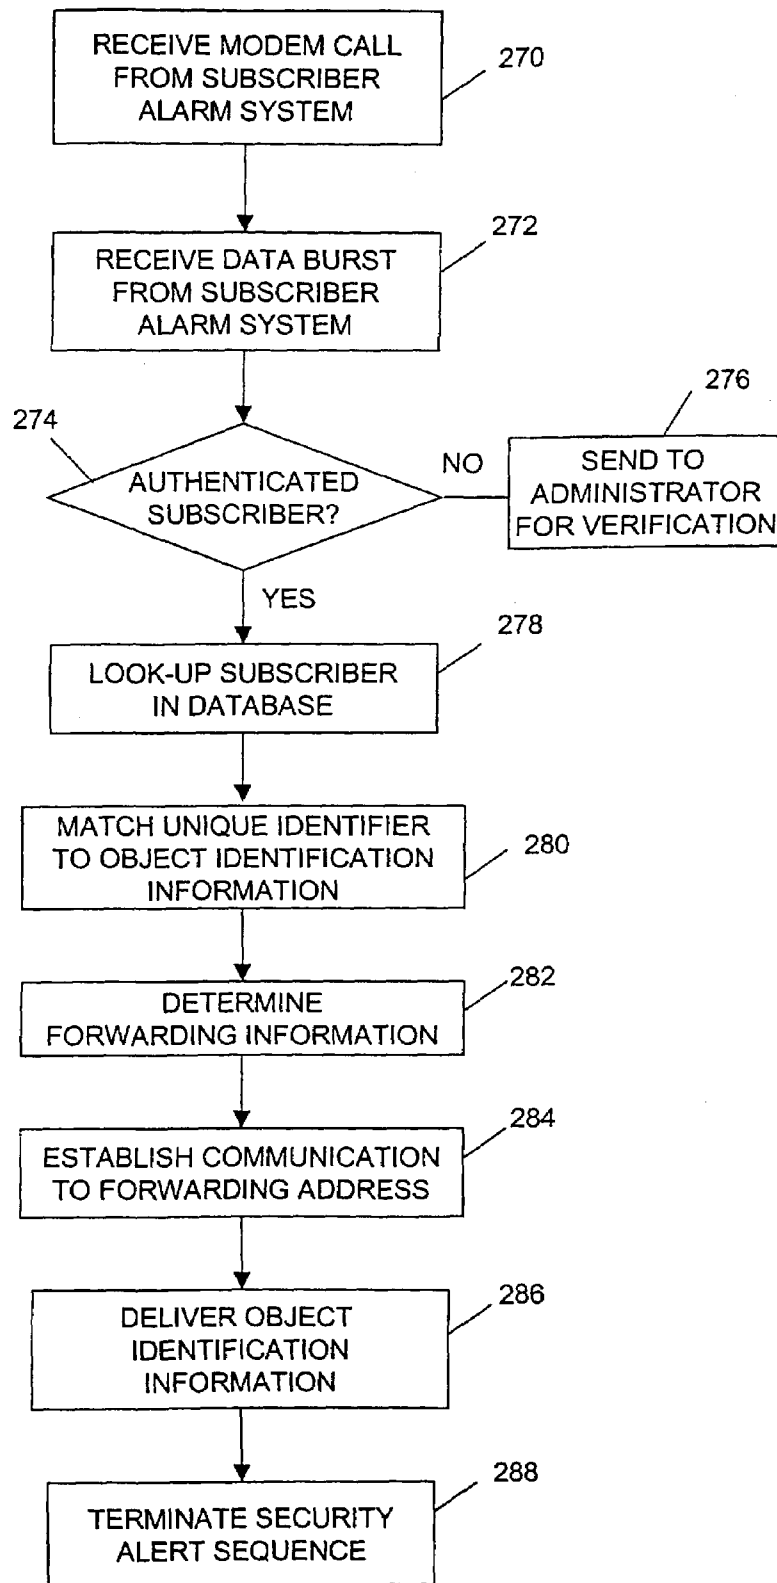 RECEIVE MODEM CALL
FROM SUBSCRIBER
ALARM SYSTEM
270
RECEIVE DATA BURST
FROM SUBSCRIBER
ALARM SYSTEM
272
274
AUTHENTICATED
SUBSCRIBER?
NO
276
SEND TO
ADMINISTRATOR
FOR VERIFICATION
YES
278
LOOK-UP SUBSCRIBER
IN DATABASE
MATCH UNIQUE IDENTIFIER
TO OBJECT IDENTIFICATION
INFORMATION
280
DETERMINE
FORWARDING INFORMATION
282
ESTABLISH COMMUNICATION
TO FORWARDING ADDRESS
284
DELIVER OBJECT
IDENTIFICATION
INFORMATION
286
TERMINATE SECURITY
ALERT SEQUENCE
288